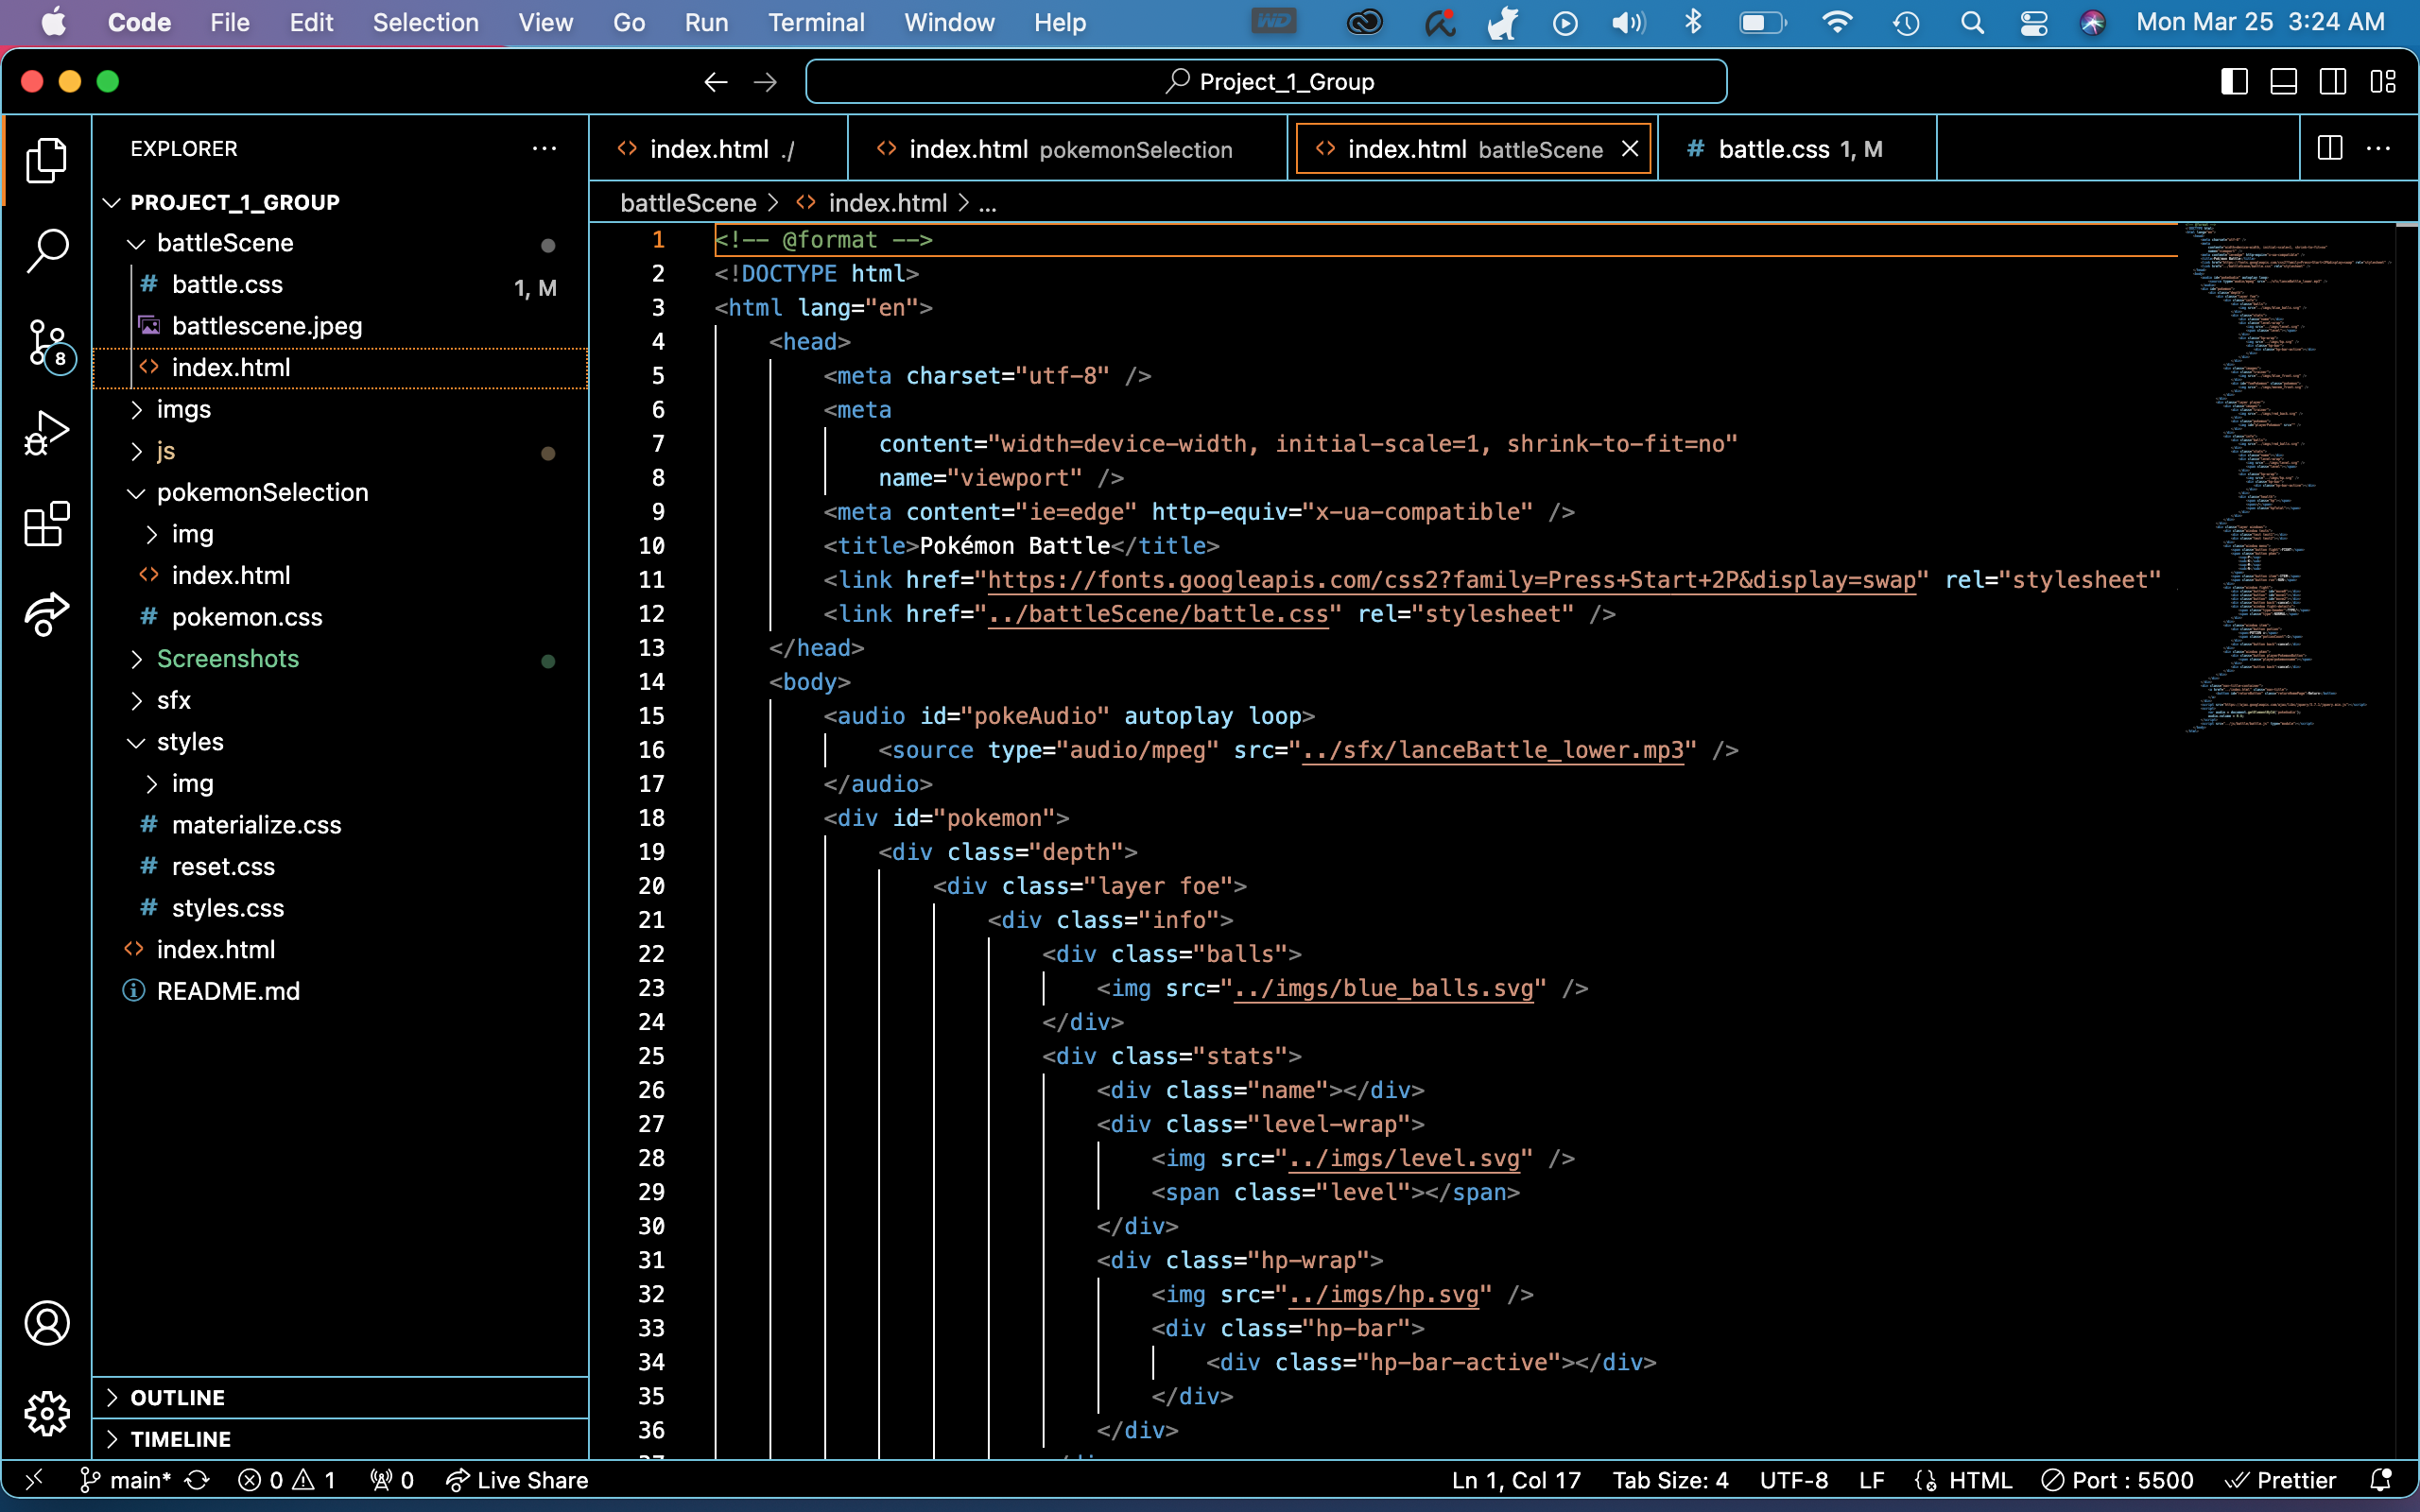 Code File Edit Selection View Go Run Terminal Window Help WD Mon Mar 25 3:24 AM
Project_1_Group
EXPLORER
PROJECT_1_GROUP
battleScene
# battle.css 1, M
battlescene.jpeg
index.html
imgs
js
pokemonSelection
img
index.html
# pokemon.css
Screenshots
sfx
styles
img
# materialize.css
# reset.css
# styles.css
index.html
README.md
OUTLINE
TIMELINE
8
index.html ./ index.html pokemonSelection index.html battleScene # battle.css 1, M
battleScene > index.html > ...
1 <!-- @format -->
2 <!DOCTYPE html>
3 <html lang="en">
4 <head>
5 <meta charset="utf-8" />
6 <meta
7 content="width=device-width, initial-scale=1, shrink-to-fit=no"
8 name="viewport" />
9 <meta content="ie=edge" http-equiv="x-ua-compatible" />
10 <title>Pokémon Battle</title>
11 <link href="https://fonts.googleapis.com/css2?family=Press+Start+2P&display=swap" rel="stylesheet"
12 <link href="../battleScene/battle.css" rel="stylesheet" />
13 </head>
14 <body>
15 <audio id="pokeAudio" autoplay loop>
16 <source type="audio/mpeg" src="../sfx/lanceBattle_lower.mp3" />
17 </audio>
18 <div id="pokemon">
19 <div class="depth">
20 <div class="layer foe">
21 <div class="info">
22 <div class="balls">
23 <img src="../imgs/blue_balls.svg" />
24 </div>
25 <div class="stats">
26 <div class="name"></div>
27 <div class="level-wrap">
28 <img src="../imgs/level.svg" />
29 <span class="level"></span>
30 </div>
31 <div class="hp-wrap">
32 <img src="../imgs/hp.svg" />
33 <div class="hp-bar">
34 <div class="hp-bar-active"></div>
35 </div>
36 </div>
main* 0 1 0 Live Share Ln 1, Col 17 Tab Size: 4 UTF-8 LF HTML Port : 5500 Prettier